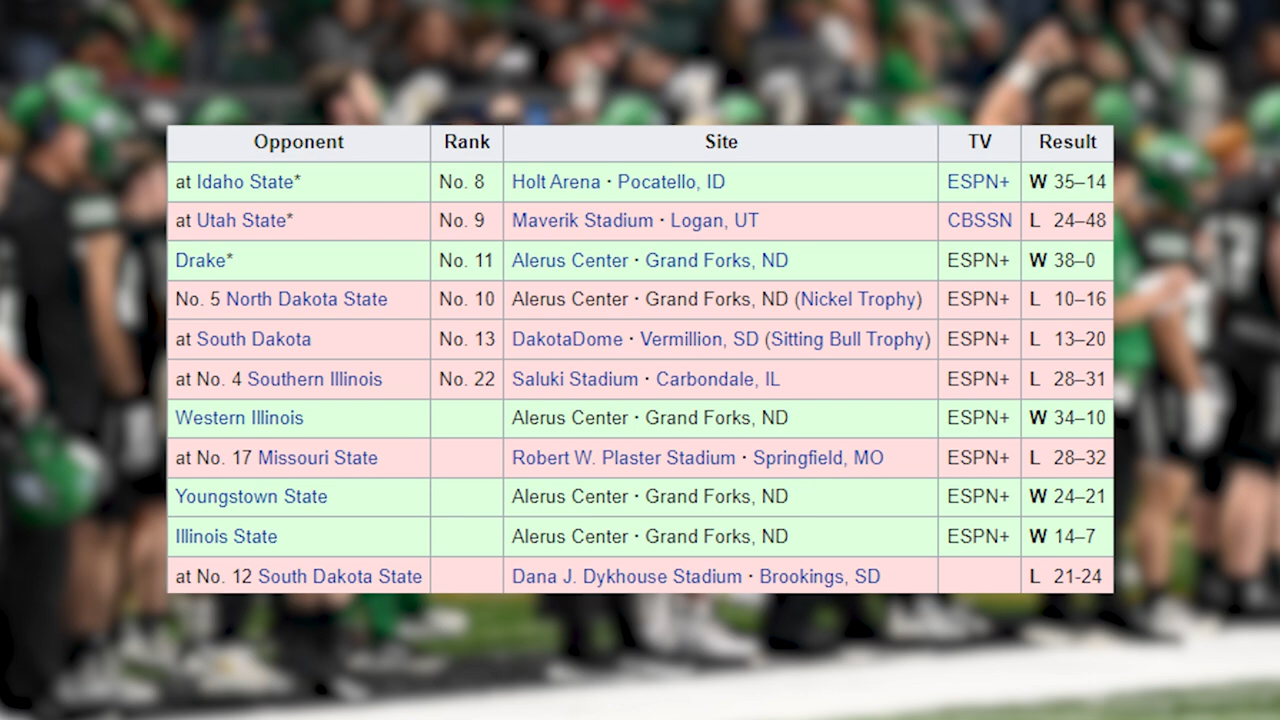 Opponent Rank Site TV Result
at Idaho State* No. 8 Holt Arena · Pocatello, ID ESPN+ W 35–14
at Utah State* No. 9 Maverik Stadium · Logan, UT CBSSN L 24–48
Drake* No. 11 Alerus Center · Grand Forks, ND ESPN+ W 38–0
No. 5 North Dakota State No. 10 Alerus Center · Grand Forks, ND (Nickel Trophy) ESPN+ L 10–16
at South Dakota No. 13 DakotaDome · Vermillion, SD (Sitting Bull Trophy) ESPN+ L 13–20
at No. 4 Southern Illinois No. 22 Saluki Stadium · Carbondale, IL ESPN+ L 28–31
Western Illinois Alerus Center · Grand Forks, ND ESPN+ W 34–10
at No. 17 Missouri State Robert W. Plaster Stadium · Springfield, MO ESPN+ L 28–32
Youngstown State Alerus Center · Grand Forks, ND ESPN+ W 24–21
Illinois State Alerus Center · Grand Forks, ND ESPN+ W 14–7
at No. 12 South Dakota State Dana J. Dykhouse Stadium · Brookings, SD L 21-24